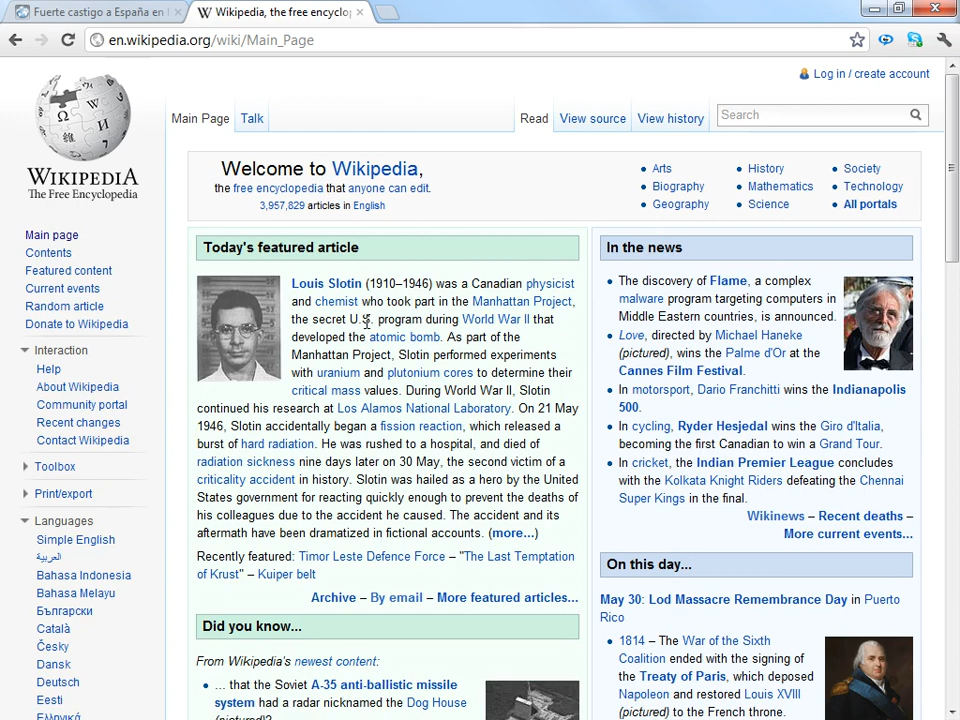 Fuerte castigo a España en
Wikipedia, the free encyclo
en.wikipedia.org/wiki/Main_Page
Log in / create account
Main Page
Talk
Read
View source
View history
Search
WIKIPEDIA
The Free Encyclopedia
Main page
Contents
Featured content
Current events
Random article
Donate to Wikipedia
Interaction
Help
About Wikipedia
Community portal
Recent changes
Contact Wikipedia
Toolbox
Print/export
Languages
Simple English
العربية
Bahasa Indonesia
Bahasa Melayu
Български
Català
Česky
Dansk
Deutsch
Eesti
Ελληνικά
Welcome to Wikipedia,
the free encyclopedia that anyone can edit.
3,957,829 articles in English
Arts
Biography
Geography
History
Mathematics
Science
Society
Technology
All portals
Today's featured article
Louis Slotin (1910–1946) was a Canadian physicist
and chemist who took part in the Manhattan Project,
the secret U.S. program during World War II that
developed the atomic bomb. As part of the
Manhattan Project, Slotin performed experiments
with uranium and plutonium cores to determine their
critical mass values. During World War II, Slotin
continued his research at Los Alamos National Laboratory. On 21 May
1946, Slotin accidentally began a fission reaction, which released a
burst of hard radiation. He was rushed to a hospital, and died of
radiation sickness nine days later on 30 May, the second victim of a
criticality accident in history. Slotin was hailed as a hero by the United
States government for reacting quickly enough to prevent the deaths of
his colleagues due to the accident he caused. The accident and its
aftermath have been dramatized in fictional accounts. (more...)
Recently featured: Timor Leste Defence Force – "The Last Temptation
of Krust" – Kuiper belt
Archive – By email – More featured articles...
Did you know...
From Wikipedia's newest content:
... that the Soviet A-35 anti-ballistic missile
system had a radar nicknamed the Dog House
(pictured)?
In the news
The discovery of Flame, a complex
malware program targeting computers in
Middle Eastern countries, is announced.
Love, directed by Michael Haneke
(pictured), wins the Palme d'Or at the
Cannes Film Festival.
In motorsport, Dario Franchitti wins the Indianapolis
500.
In cycling, Ryder Hesjedal wins the Giro d'Italia,
becoming the first Canadian to win a Grand Tour.
In cricket, the Indian Premier League concludes
with the Kolkata Knight Riders defeating the Chennai
Super Kings in the final.
Wikinews – Recent deaths –
More current events...
On this day...
May 30: Lod Massacre Remembrance Day in Puerto
Rico
1814 – The War of the Sixth
Coalition ended with the signing of
the Treaty of Paris, which deposed
Napoleon and restored Louis XVIII
(pictured) to the French throne.